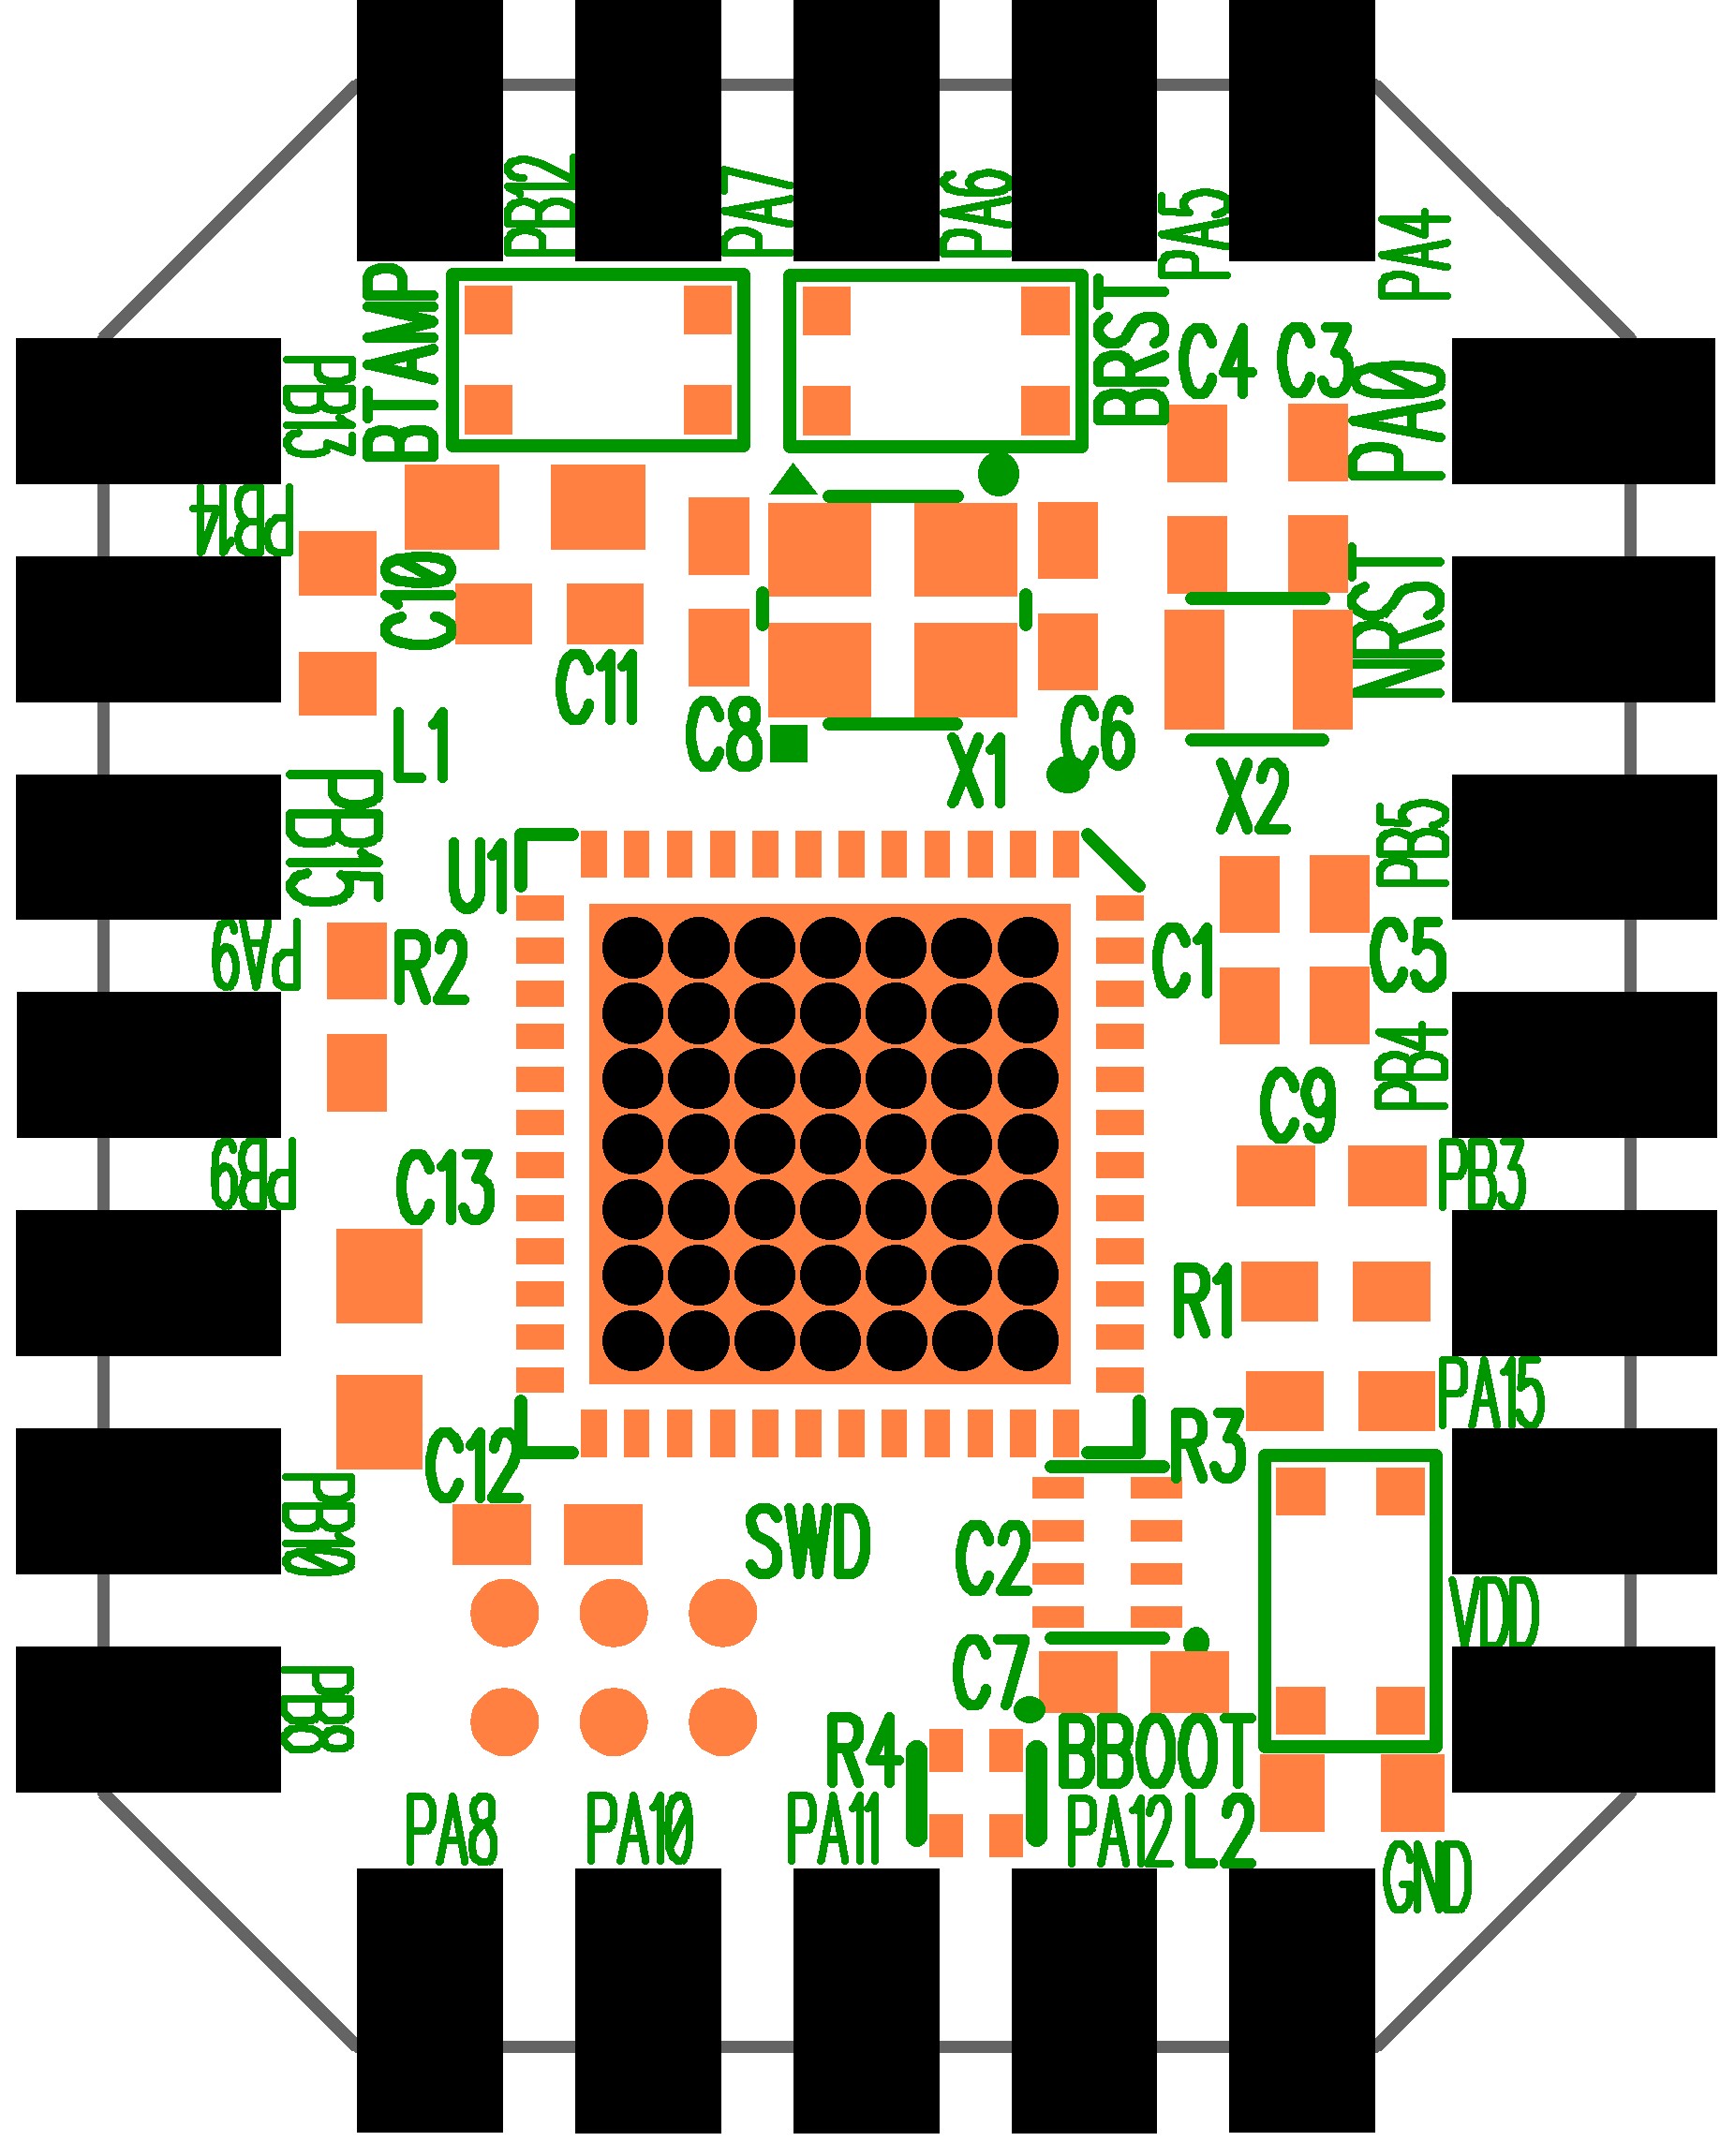 PB12
PA7
PA6
PA5
PA4
BTAMP
BRST
C4
C3
PB13
PA0
PB14
C10
NRST
C11
L1
C8
X1
C6
X2
PB15
U1
PB5
PA9
R2
C1
C5
PB4
C9
PB9
C13
PB3
R1
PA15
R3
C12
PB10
SWD
C2
VDD
C7
PB8
R4
BBOOT
PA8
PA10
PA11
PA12
L2
GND